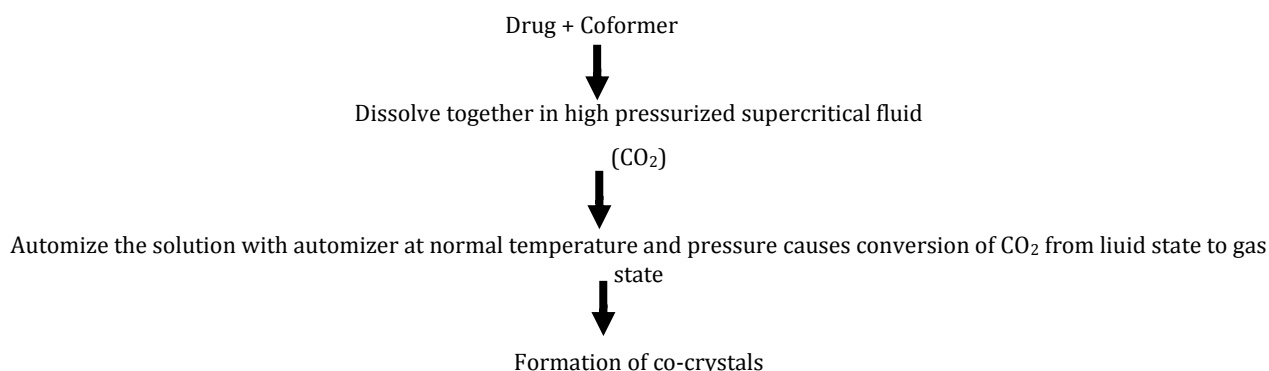 Drug + Coformer
Dissolve together in high pressurized supercritical fluid
(CO₂)
Automize the solution with automizer at normal temperature and pressure causes conversion of CO₂ from liuid state to gas
state
Formation of co-crystals